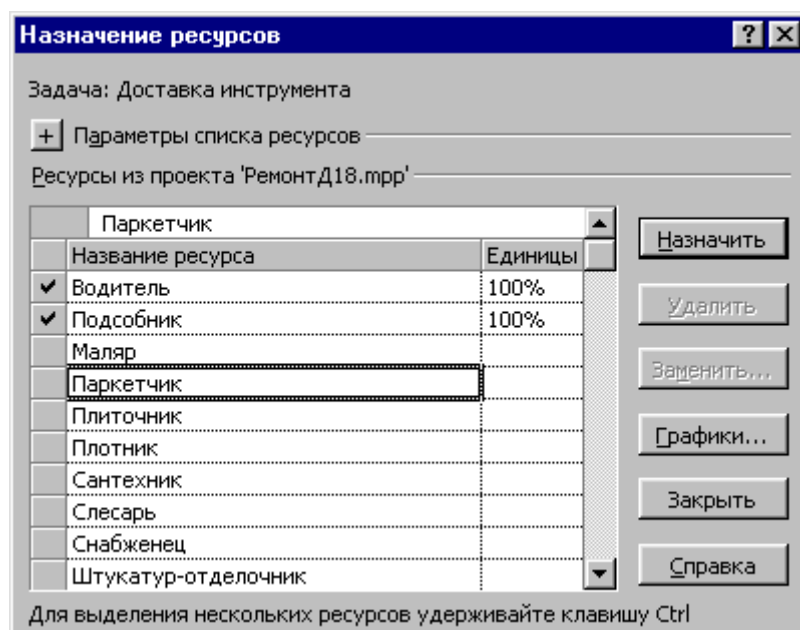 Назначение ресурсов
Задача: Доставка инструмента
+ Параметры списка ресурсов
Ресурсы из проекта 'РемонтД18.mpp'
Паркетчик
Название ресурса Единицы
Водитель 100%
Подсобник 100%
Маляр
Паркетчик
Плиточник
Плотник
Сантехник
Слесарь
Снабженец
Штукатур-отделочник
Назначить
Удалить
Заменить...
Графики...
Закрыть
Справка
Для выделения нескольких ресурсов удерживайте клавишу Ctrl